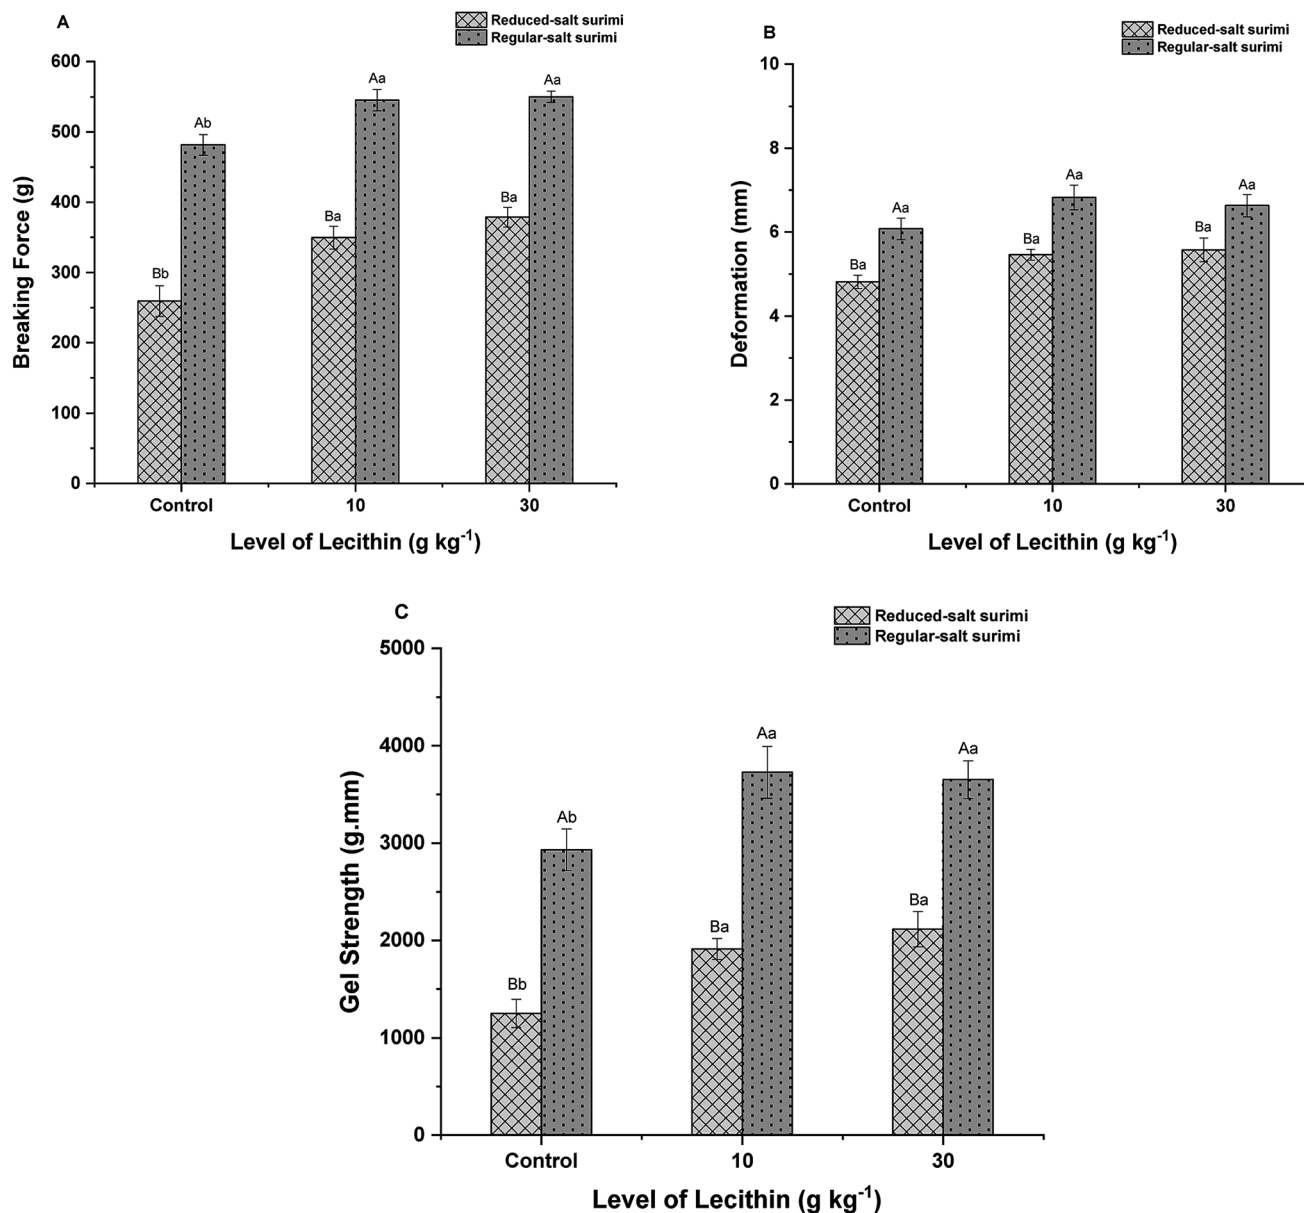 A
Reduced-salt surimi
Regular-salt surimi
600
500
400
300
200
100
0
Breaking Force (g)
Bb
Ab
Ba
Aa
Ba
Aa
Control
10
30
Level of Lecithin (g kg⁻¹)
B
Reduced-salt surimi
Regular-salt surimi
10
8
6
4
2
0
Deformation (mm)
Ba
Aa
Ba
Aa
Ba
Aa
Control
10
30
Level of Lecithin (g kg⁻¹)
C
Reduced-salt surimi
Regular-salt surimi
5000
4000
3000
2000
1000
0
Gel Strength (g.mm)
Bb
Ab
Ba
Aa
Ba
Aa
Control
10
30
Level of Lecithin (g kg⁻¹)